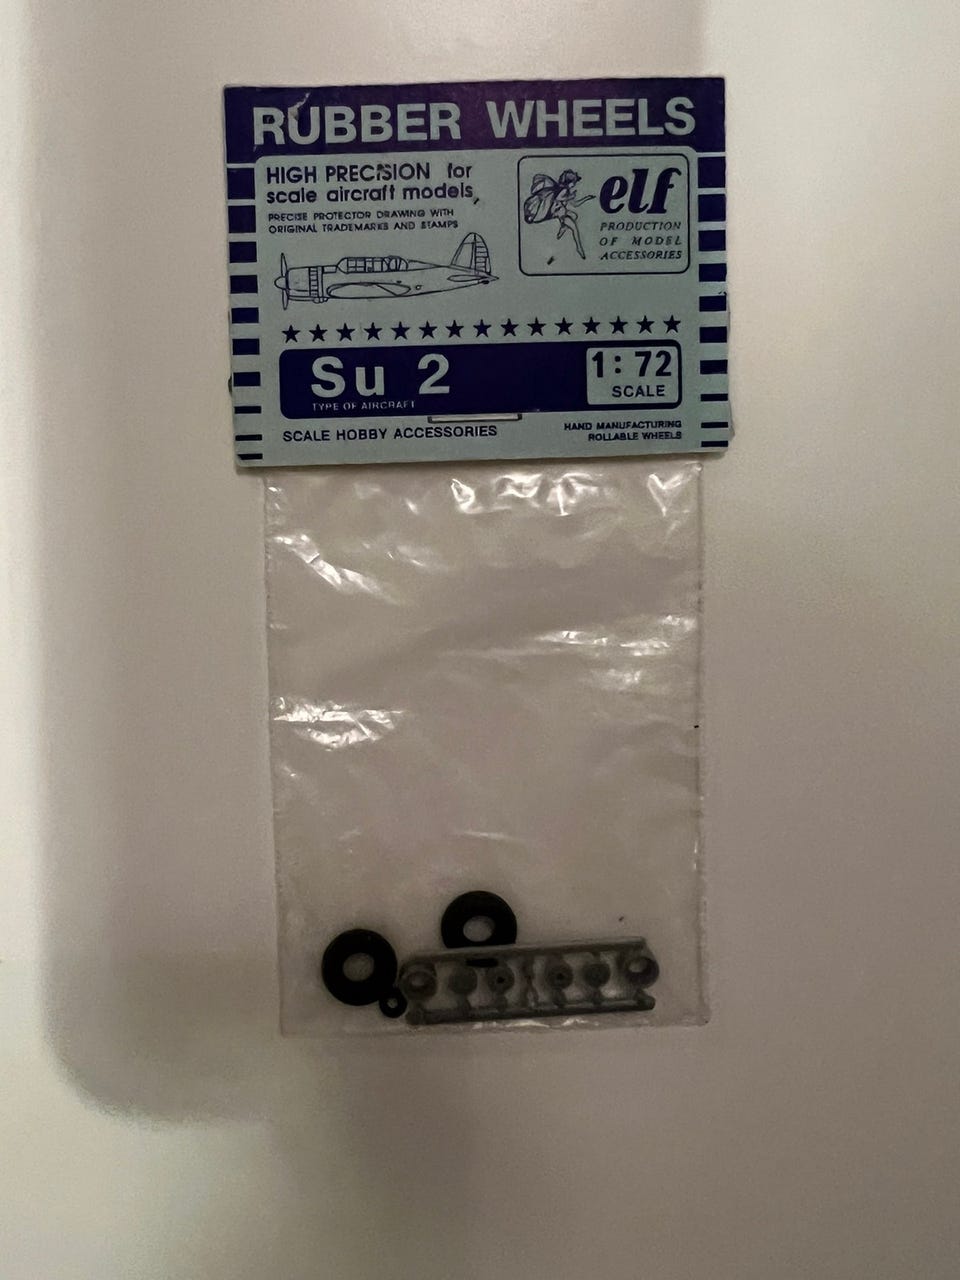 RUBBER WHEELS
HIGH PRECISION for
scale aircraft models,
PRECISE PROTECTOR DRAWING WITH
ORIGINAL TRADEMARKS AND STAMPS
elf
PRODUCTION
OF MODEL
ACCESSORIES
Su 2
TYPE OF AIRCRAFT
1:72
SCALE
SCALE HOBBY ACCESSORIES
HAND MANUFACTURING
ROLLABLE WHEELS